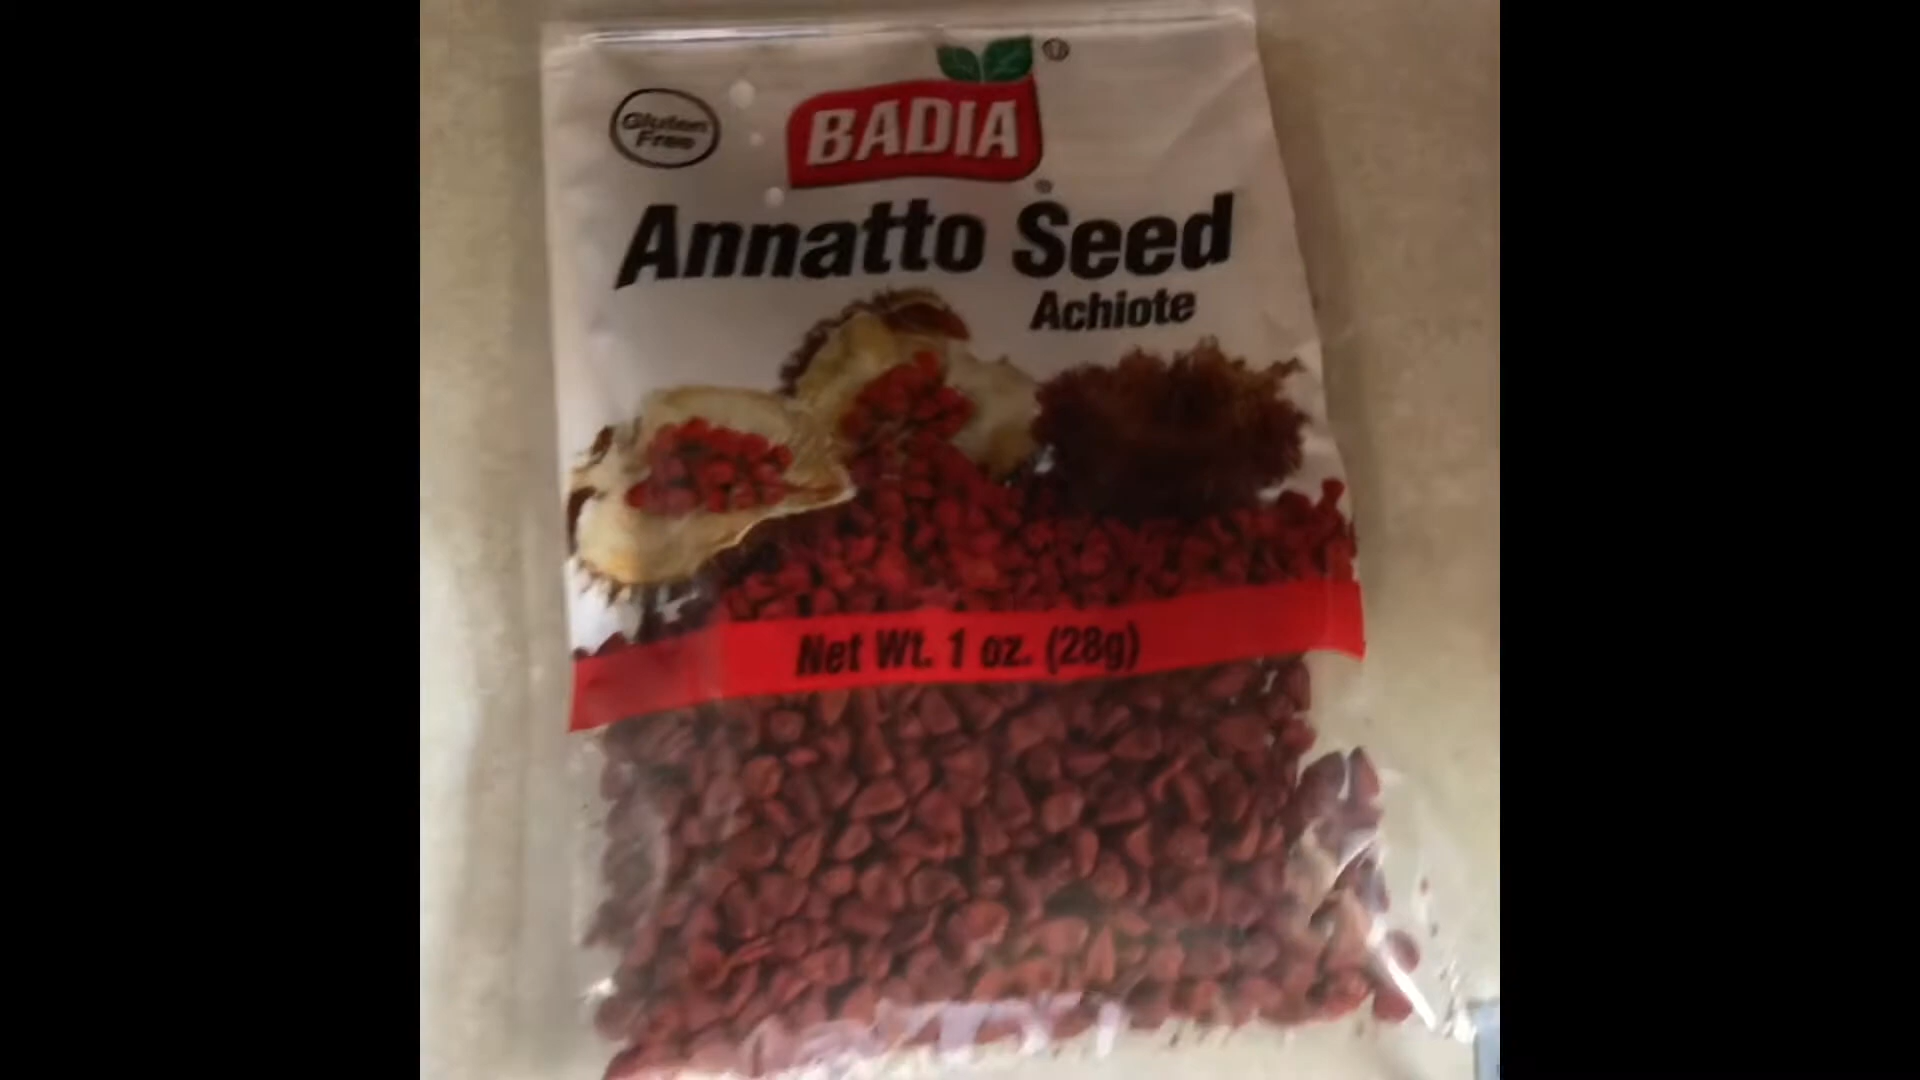 Gluten
Free
BADIA
Annatto Seed
Achiote
Net Wt. 1 oz. (28g)